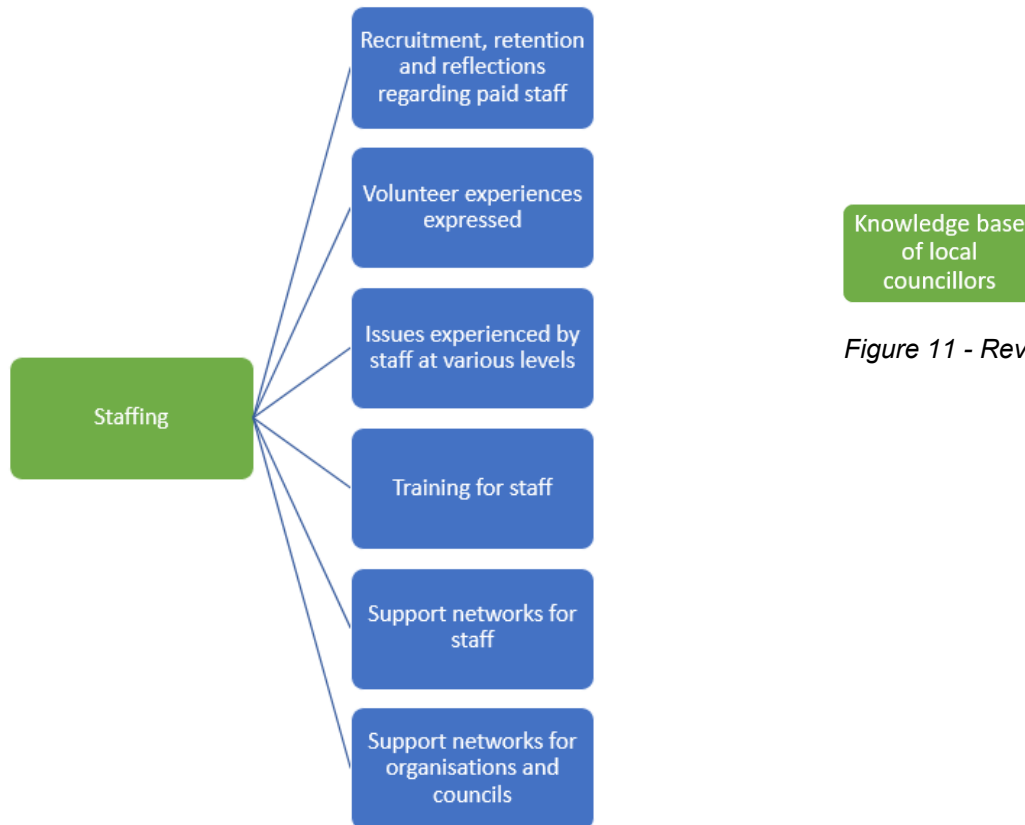 Recruitment, retention
and reflections
regarding paid staff
Volunteer experiences
expressed
Issues experienced by
staff at various levels
Staffing
Training for staff
Support networks for
staff
Support networks for
organisations and
councils
Knowledge base
of local
councillors
Figure 11 - Rev